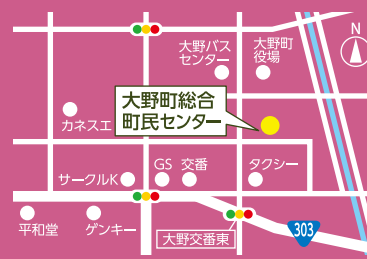 N
大野バス
センター
大野町
役場
大野町総合
町民センター
カネスエ
GS
交番
タクシー
サークルK
平和堂
ゲンキー
大野交番東
303